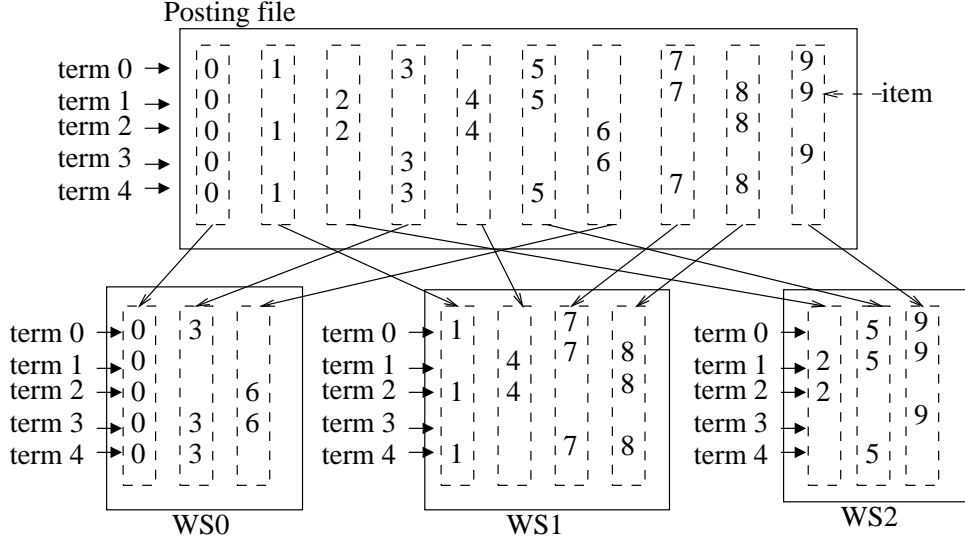 Posting file
term 0 0 1 3 5 7 9
term 1 0 2 4 5 7 8 9 item
term 2 0 1 2 4 6 8
term 3 0 3 6 9
term 4 0 1 3 5 7 8
term 0 0 3
term 1 0
term 2 0 6
term 3 0 3 6
term 4 0 3
WS0
term 0 1 7
term 1 4 7 8
term 2 1 4 8
term 3
term 4 1 7 8
WS1
term 0 5 9
term 1 2 5 9
term 2 2
term 3 9
term 4 5
WS2